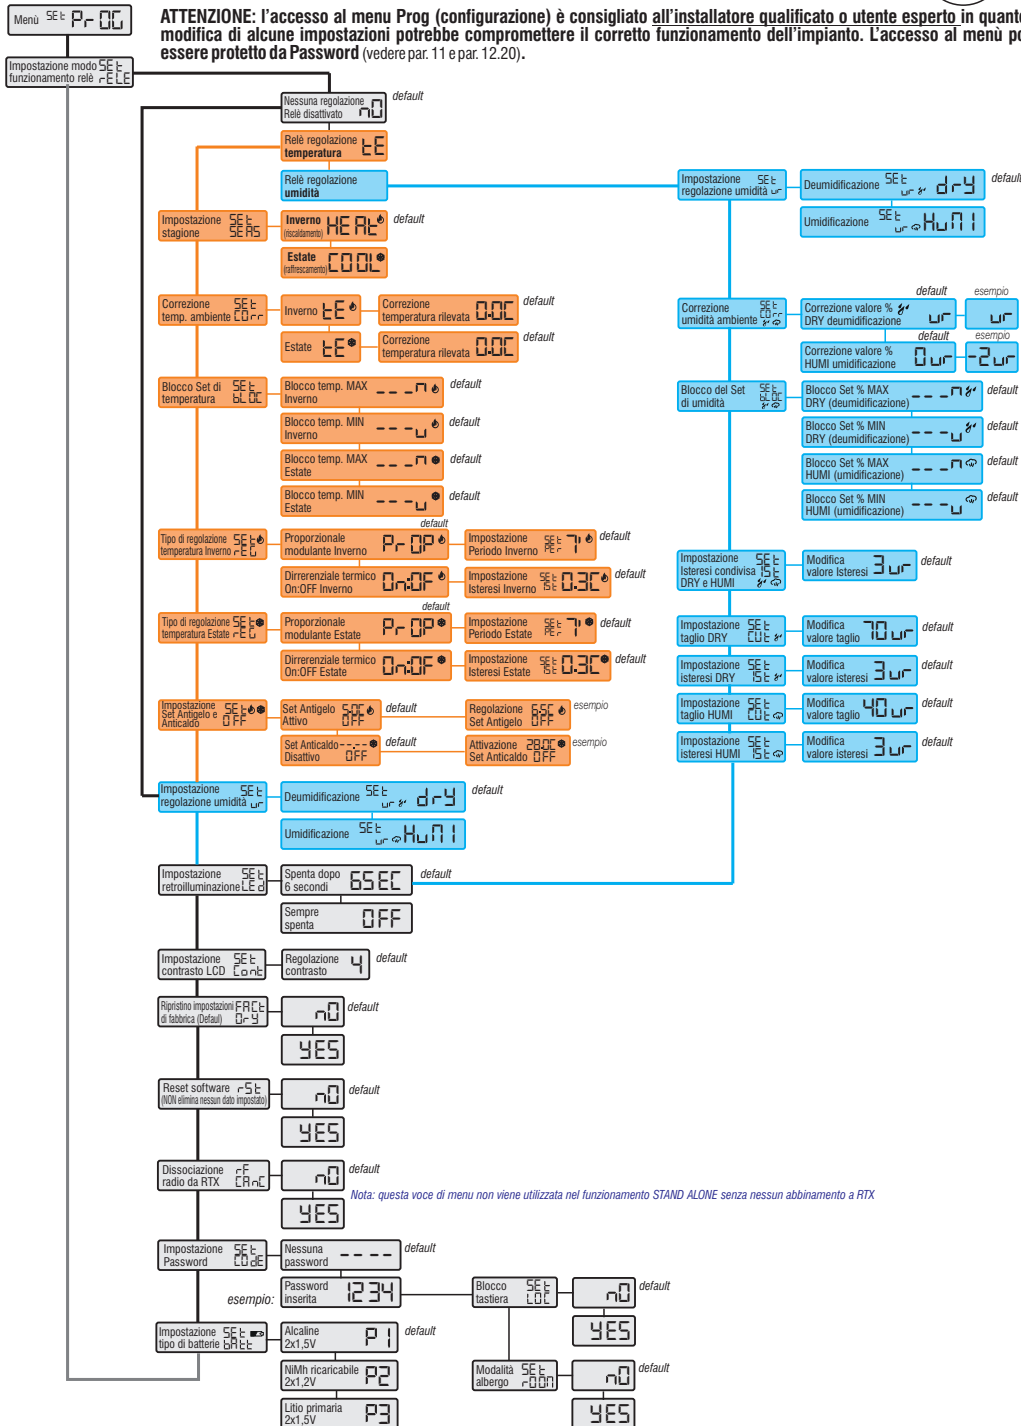 Menù SEt PrOG
ATTENZIONE: l'accesso al menu Prog (configurazione) è consigliato all'installatore qualificato o utente esperto in quanto
modifica di alcune impostazioni potrebbe compromettere il corretto funzionamento dell'impianto. L'accesso al menù po
essere protetto da Password (vedere par. 11 e par. 12.20).
Impostazione modo SEt
funzionamento relè rELE
Nessuna regolazione
Relè disattivato nO default
Relè regolazione
temperatura tE
Relè regolazione
umidità
Impostazione SEt
regolazione umidità ur
Deumidificazione SEt ur dry default
Umidificazione SEt ur HuMI
Impostazione SEt
stagione SEAS
Inverno
(riscaldamento) HEAt default
Estate
(raffrescamento) COOL
Correzione SEt
temp. ambiente COrr
Inverno tE
Correzione
temperatura rilevata 0.0C default
Estate tE
Correzione
temperatura rilevata 0.0C default
Correzione SEt
umidità ambiente COrr
default esempio
Correzione valore %
DRY deumidificazione ur ur
default esempio
Correzione valore %
HUMI umidificazione 0 ur -2 ur
Blocco Set di SEt
temperatura bLOC
Blocco temp. MAX
Inverno - - - n default
Blocco temp. MIN
Inverno - - - u default
Blocco temp. MAX
Estate - - - n default
Blocco temp. MIN
Estate - - - u default
Blocco del Set SEt
di umidità bLOC
Blocco Set % MAX
DRY (deumidificazione) - - - n default
Blocco Set % MIN
DRY (deumidificazione) - - - u default
Blocco Set % MAX
HUMI (umidificazione) - - - n default
Blocco Set % MIN
HUMI (umidificazione) - - - u default
Tipo di regolazione SEt
temperatura Inverno rEG
default
Proporzionale
modulante Inverno PrOP
Impostazione SEt
Periodo Inverno PEr 7' default
Dirrerenziale termico
On:OFF Inverno On:OF
Impostazione SEt
Isteresi Inverno ISt 0.3C default
Tipo di regolazione SEt
temperatura Estate rEG
default
Proporzionale
modulante Estate PrOP
Impostazione SEt
Periodo Estate PEr 7' default
Dirrerenziale termico
On:OFF Estate On:OF
Impostazione SEt
Isteresi Estate ISt 0.3C default
Impostazione SEt
Isteresi condivisa ISt
DRY e HUMI
Modifica
valore Isteresi 3 ur default
Impostazione SEt
taglio DRY CUt
Modifica
valore taglio 70 ur default
Impostazione SEt
isteresi DRY ISt
Modifica
valore isteresi 3 ur default
Impostazione SEt
taglio HUMI CUt
Modifica
valore taglio 40 ur default
Impostazione SEt
isteresi HUMI ISt
Modifica
valore isteresi 3 ur default
Impostazione SEt
Set Antigelo e
Anticaldo OFF
Set Antigelo 5.0C
Attivo OFF default
Regolazione 6.5C
Set Antigelo OFF esempio
Set Anticaldo --.--
Disattivo OFF default
Attivazione 28.0C
Set Anticaldo OFF esempio
Impostazione SEt
regolazione umidità ur
Deumidificazione SEt ur dry default
Umidificazione SEt ur HuMI
Impostazione SEt
retroilluminazione LEd
Spenta dopo
6 secondi 6SEC default
Sempre
spenta OFF
Impostazione SEt
contrasto LCD Cont
Regolazione
contrasto 4 default
Ripristino impostazioni FACt
di fabbrica (Defaul) Ory
nO default
YES
Reset software rSt
(NON elimina nessun dato impostato)
nO default
YES
Dissociazione rF
radio da RTX CAnC
nO default
Nota: questa voce di menu non viene utilizzata nel funzionamento STAND ALONE senza nessun abbinamento a RTX
YES
Impostazione SEt
Password COdE
Nessuna
password - - - - default
esempio:
Password
inserita 1234
Blocco SEt
tastiera LOC
nO default
YES
Impostazione SEt
tipo di batterie bAtt
Alcaline
2x1,5V P1 default
NiMh ricaricabile
2x1,2V P2
Litio primaria
2x1,5V P3
Modalità SEt
albergo rOOM
nO default
YES